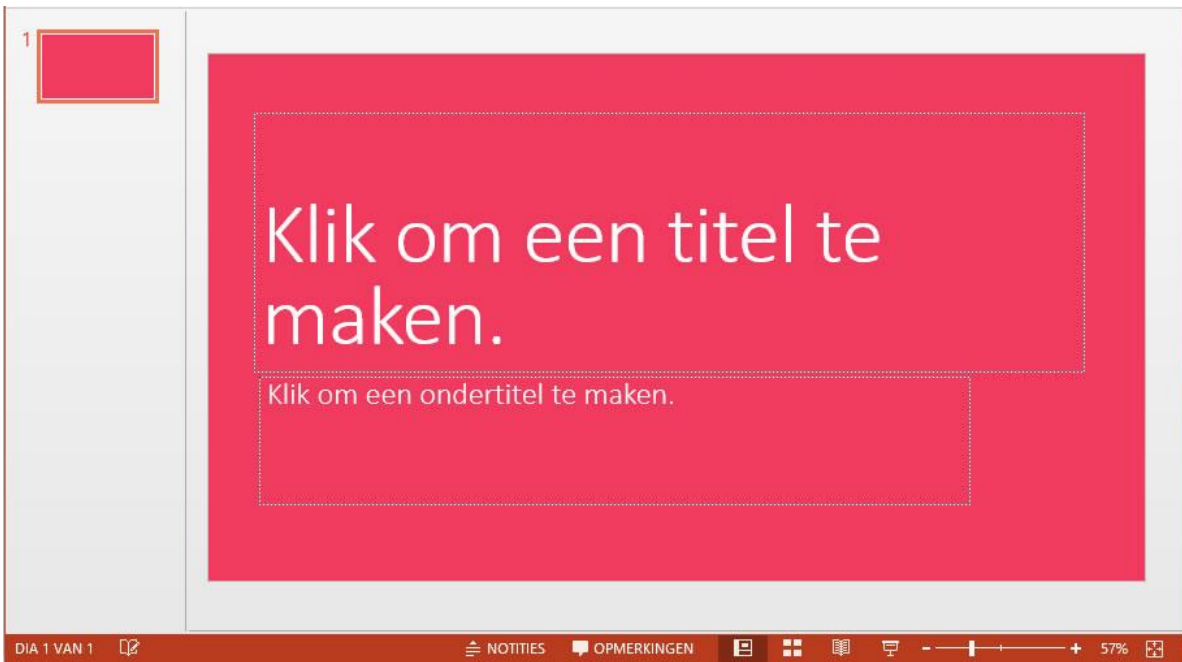 1
Klik om een titel te
maken.
Klik om een ondertitel te maken.
DIA 1 VAN 1 NOTITIES OPMERKINGEN 57%